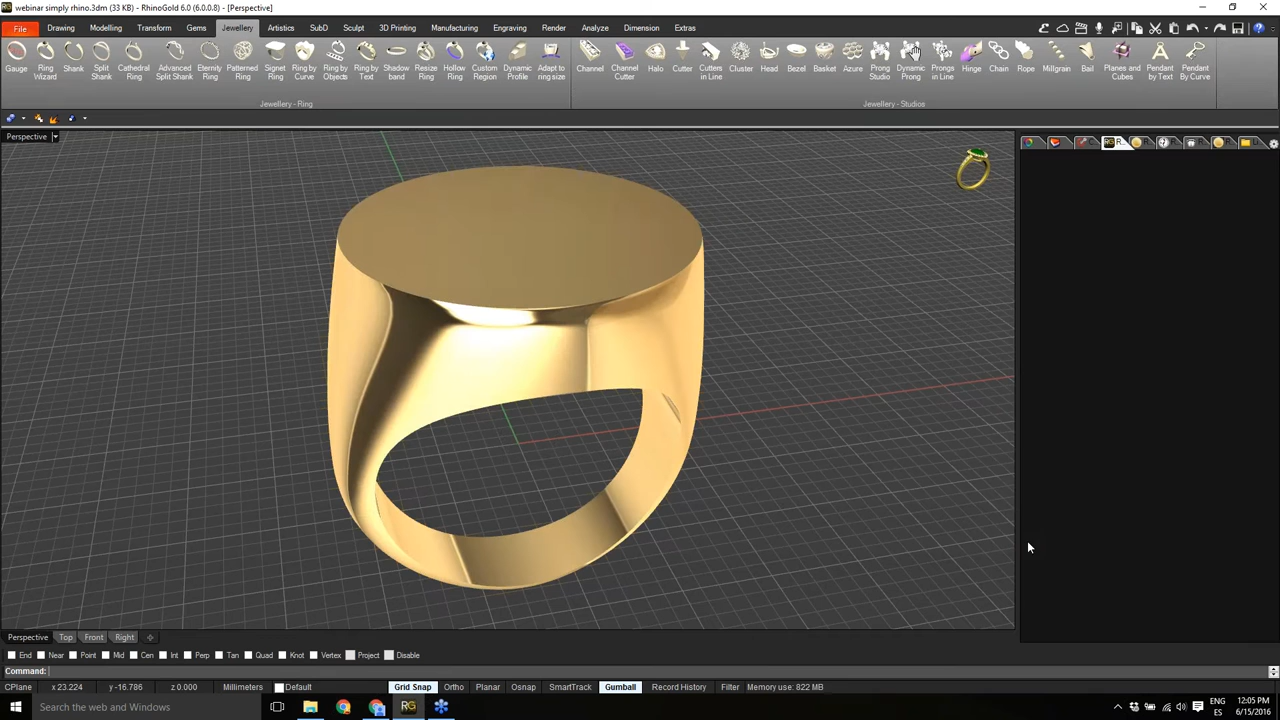 webinar simply rhino.3dm (33 KB) - RhinoGold 6.0 (6.0.0.8) - [Perspective]
File Drawing Modelling Transform Gems Jewellery Artistics SubD Sculpt 3D Printing Manufacturing Engraving Render Analyze Dimension Extras
Gauge Ring Wizard Shank Split Shank Cathedral Ring Advanced Split Shank Eternity Ring Patterned Ring Signet Ring Ring by Curve Ring by Objects Ring by Text Shadow band Resize Ring Hollow Ring Custom Region Dynamic Profile Adapt to ring size Channel Channel Cutter Halo Cutter Cutters in Line Cluster Head Bezel Basket Azure Prong Studio Dynamic Prong Prongs in Line Hinge Chain Rope Millgrain Bail Planes and Cubes Pendant by Text Pendant By Curve
Jewellery - Ring Jewellery - Studios
Perspective
RG
Perspective Top Front Right
End Near Point Mid Cen Int Perp Tan Quad Knot Vertex Project Disable
Command:
CPlane x 23.224 y -16.786 z 0.000 Millimeters Default Grid Snap Ortho Planar Osnap SmartTrack Gumball Record History Filter Memory use: 822 MB
Search the web and Windows RG ENG 12:05 PM
ES 6/15/2016